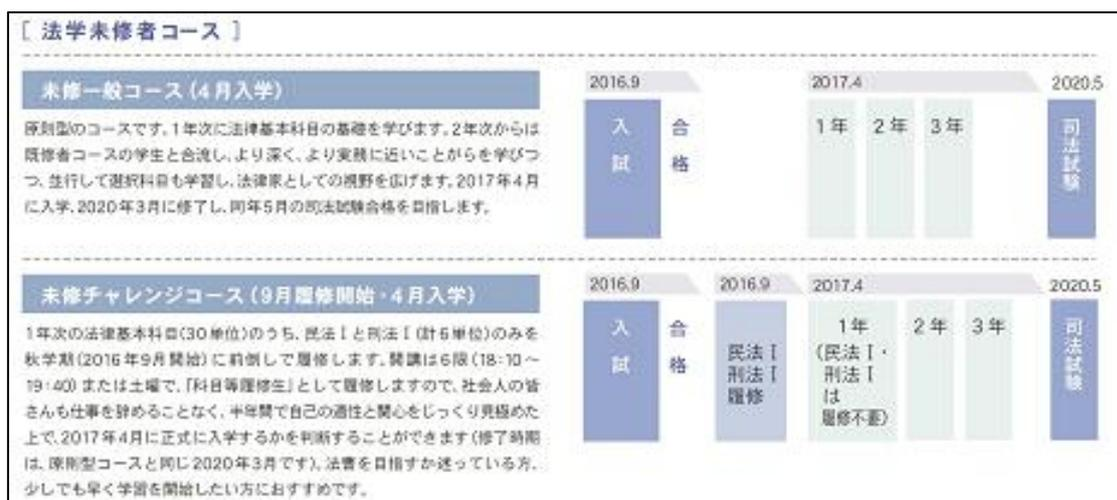 [ 法学未修者コース ]
未修一般コース(4月入学)
原則型のコースです。1年次に法律基本科目の基礎を学びます。2年次からは
既修者コースの学生と合流し、より深く、より実務に近いことがらを学びつ
つ、並行して選択科目も学習し、法律家としての視野を広げます。2017年4月
に入学、2020年3月に修了し、同年5月の司法試験合格を目指します。
2016.9
2017.4
2020.5
入試
合格
1年
2年
3年
司法試験
未修チャレンジコース(9月履修開始・4月入学)
1年次の法律基本科目(30単位)のうち、民法Ⅰと刑法Ⅰ(計6単位)のみを
秋学期(2016年9月開始)に前倒しで履修します。開講は6限(18:10～
19:40)または土曜で、「科目等履修生」として履修しますので、社会人の皆
さんも仕事を辞めることなく、半年間で自己の適性と関心をじっくり見極めた
上で、2017年4月に正式に入学するかを判断することができます(修了時期
は、原則型コースと同じ2020年3月です)。法曹を目指すか迷っている方、
少しでも早く学習を開始したい方におすすめです。
2016.9
2016.9
2017.4
2020.5
入試
合格
民法Ⅰ
刑法Ⅰ
履修
1年
(民法Ⅰ・
刑法Ⅰ
は
履修不要)
2年
3年
司法試験